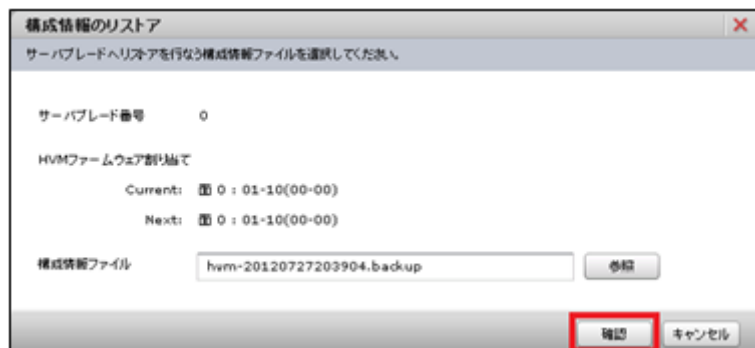 構成情報のリストア
サーバブレードへリストアを行なう構成情報ファイルを選択してください。
サーバブレード番号 0
HVMファームウェア割り当て
Current: 面 0 : 01-10(00-00)
Next: 面 0 : 01-10(00-00)
構成情報ファイル hvm-20120727203904.backup 参照
確認 キャンセル